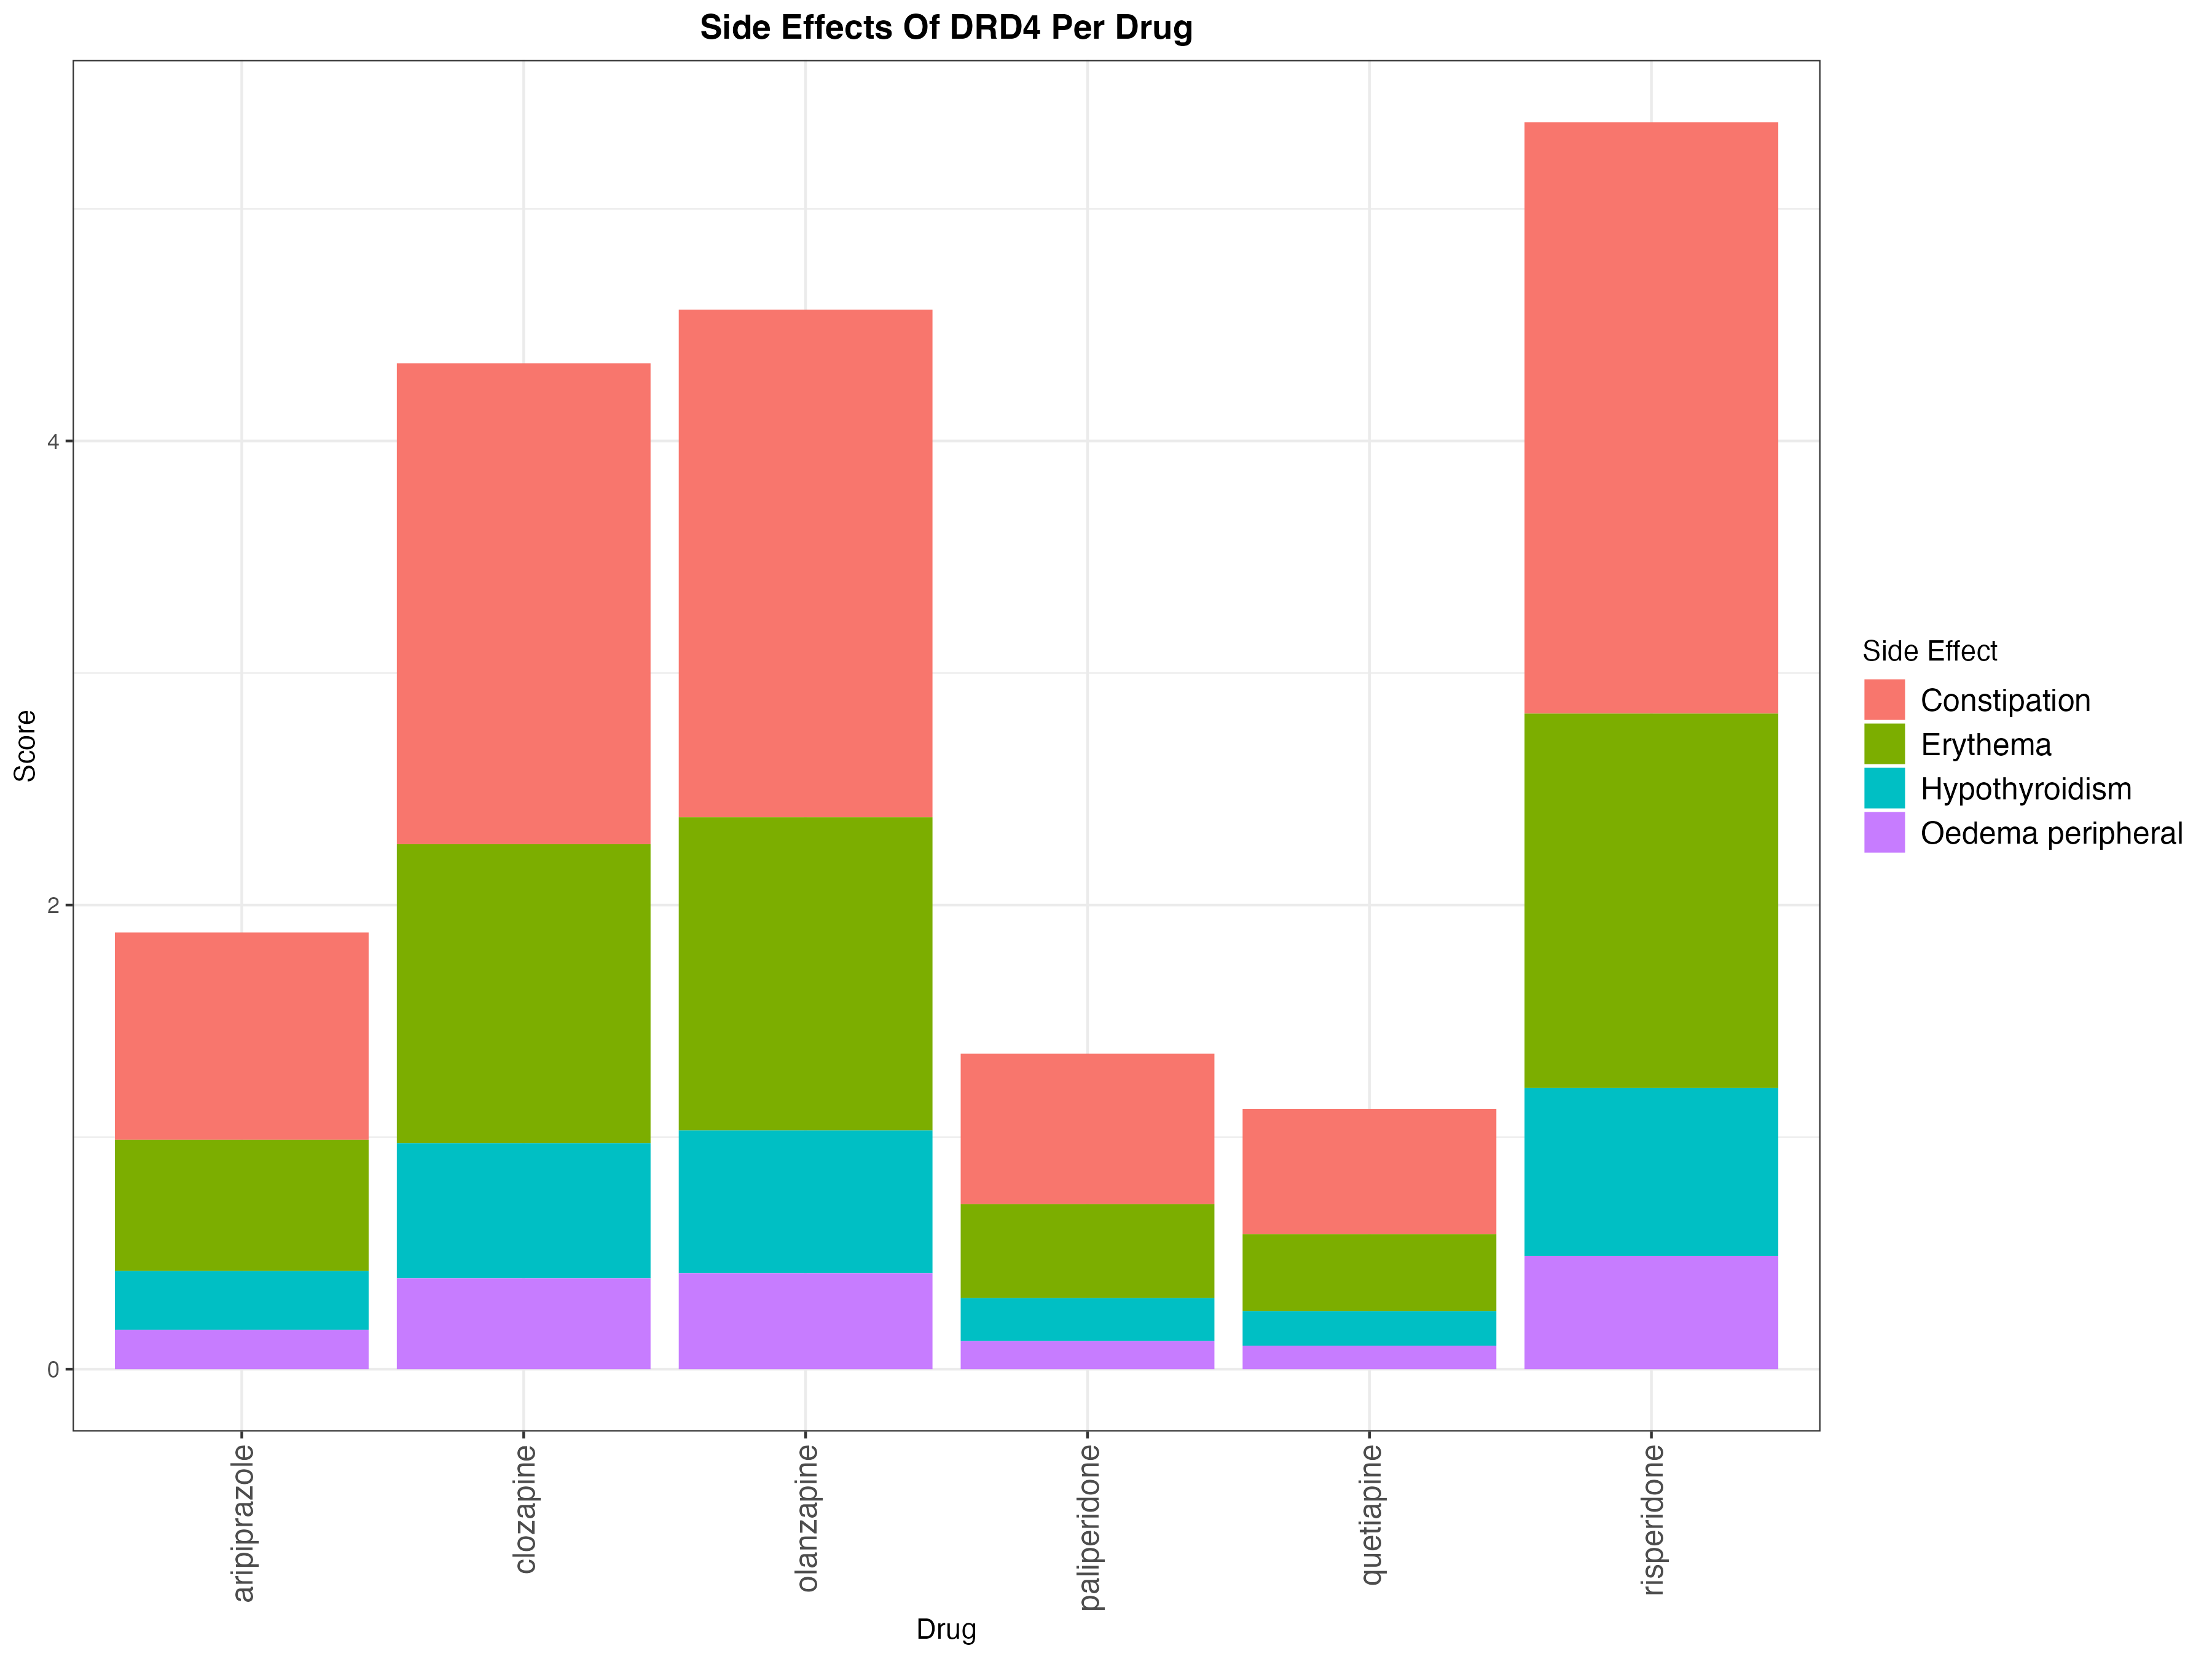 Side Effects Of DRD4 Per Drug
Score
4
2
0
aripiprazole
clozapine
olanzapine
paliperidone
quetiapine
risperidone
Drug
Side Effect
Constipation
Erythema
Hypothyroidism
Oedema peripheral